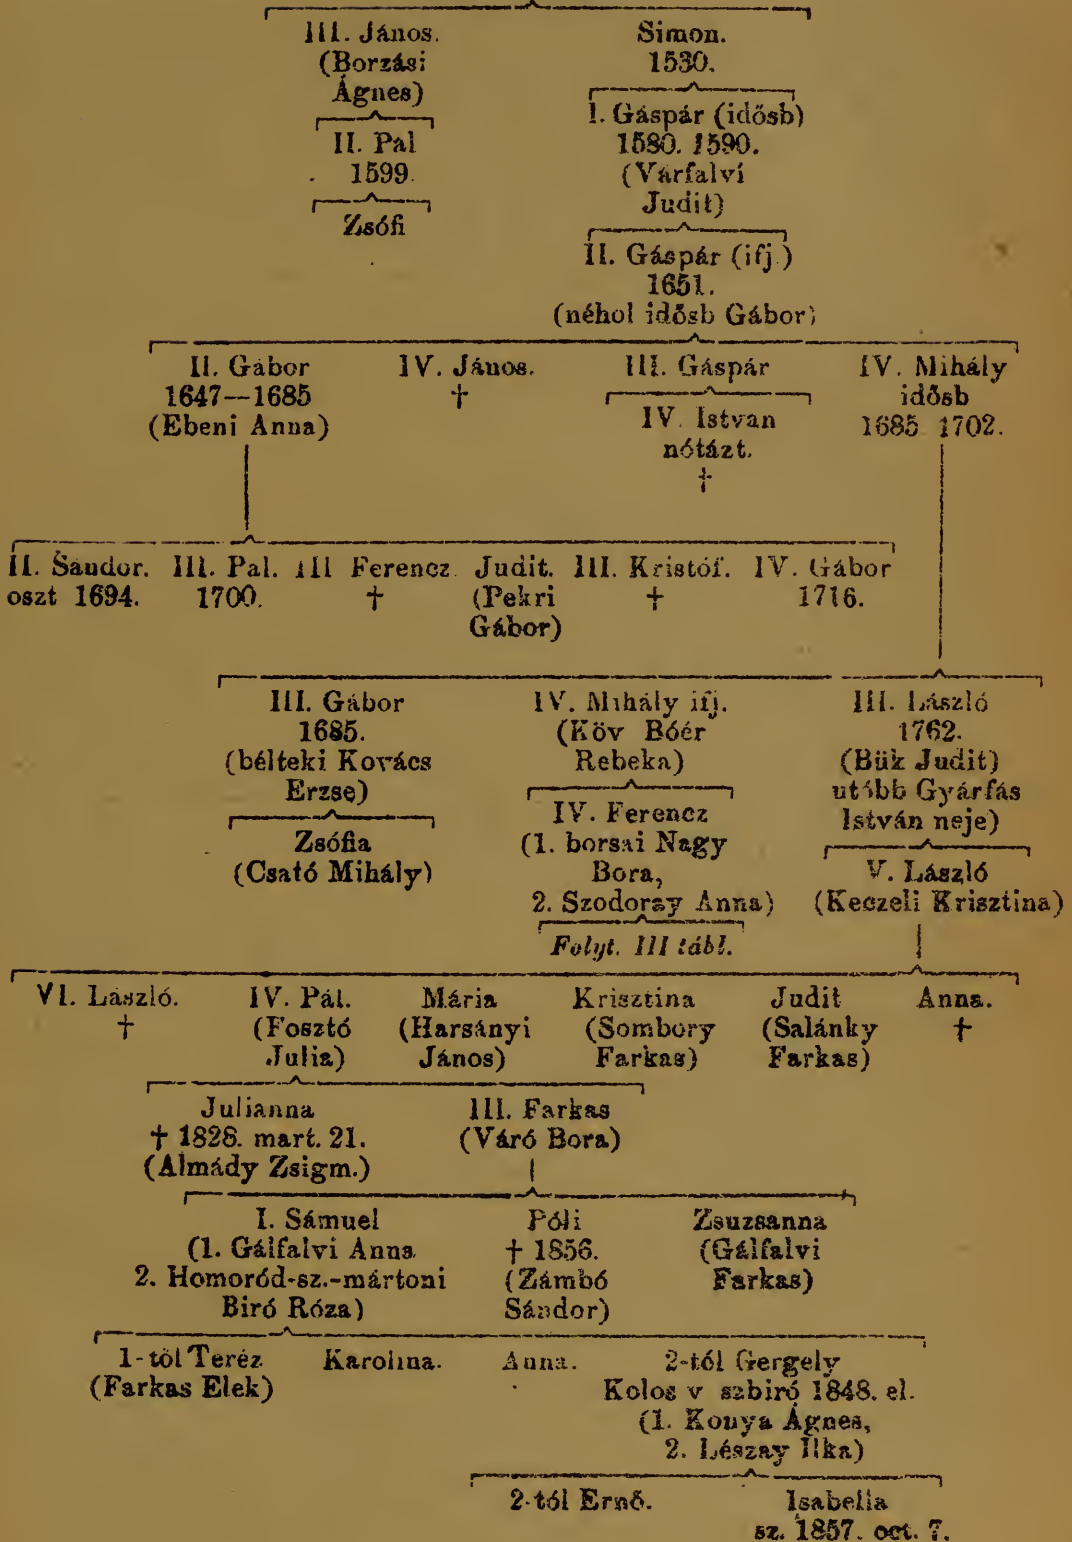 III. János.
(Borzási
Ágnes)
Simon.
1530.
II. Pal
1599.
I. Gáspár (idősb)
1580. 1590.
(Várfalvi
Judit)
Zsófi
II. Gáspár (ifj.)
1651.
(néhol idősb Gábor)
II. Gabor
1647—1685
(Ebeni Anna)
IV. János.
†
III. Gáspár
IV. Istvan
nótázt.
†
IV. Mihály
idősb
1685 1702.
II. Sandor.
oszt 1694.
III. Pal.
1700.
III Ferencz
†
Judit.
(Pekri
Gábor)
III. Kristóf.
†
IV. Gábor
1716.
III. Gábor
1685.
(bélteki Kovács
Erzse)
Zsófia
(Csató Mihály)
IV. Mihály ifj.
(Köv Bóér
Rebeka)
IV. Ferencz
(1. borsai Nagy
Bora,
2. Szodoray Anna)
Folyt. III tábl.
III. László
1762.
(Bük Judit)
utóbb Gyárfás
István neje)
V. László
(Keczeli Krisztina)
VI. László.
†
IV. Pál.
(Fosztó
Julia)
Mária
(Harsányi
János)
Krisztina
(Sombory
Farkas)
Judit
(Salánky
Farkas)
Anna.
†
Julianna
† 1828. mart. 21.
(Almády Zsigm.)
III. Farkas
(Váró Bora)
I. Sámuel
(1. Gálfalvi Anna
2. Homoród-sz.-mártoni
Biró Róza)
Póli
† 1856.
(Zámbó
Sándor)
Zsuzsanna
(Gálfalvi
Farkas)
1-től Teréz
(Farkas Elek)
Karolina.
Anna.
2-tól Gergely
Kolos v szbiró 1848. el.
(1. Konya Ágnes,
2. Lészay Ilka)
2-tól Ernő.
Isabella
sz. 1857. oct. 7.